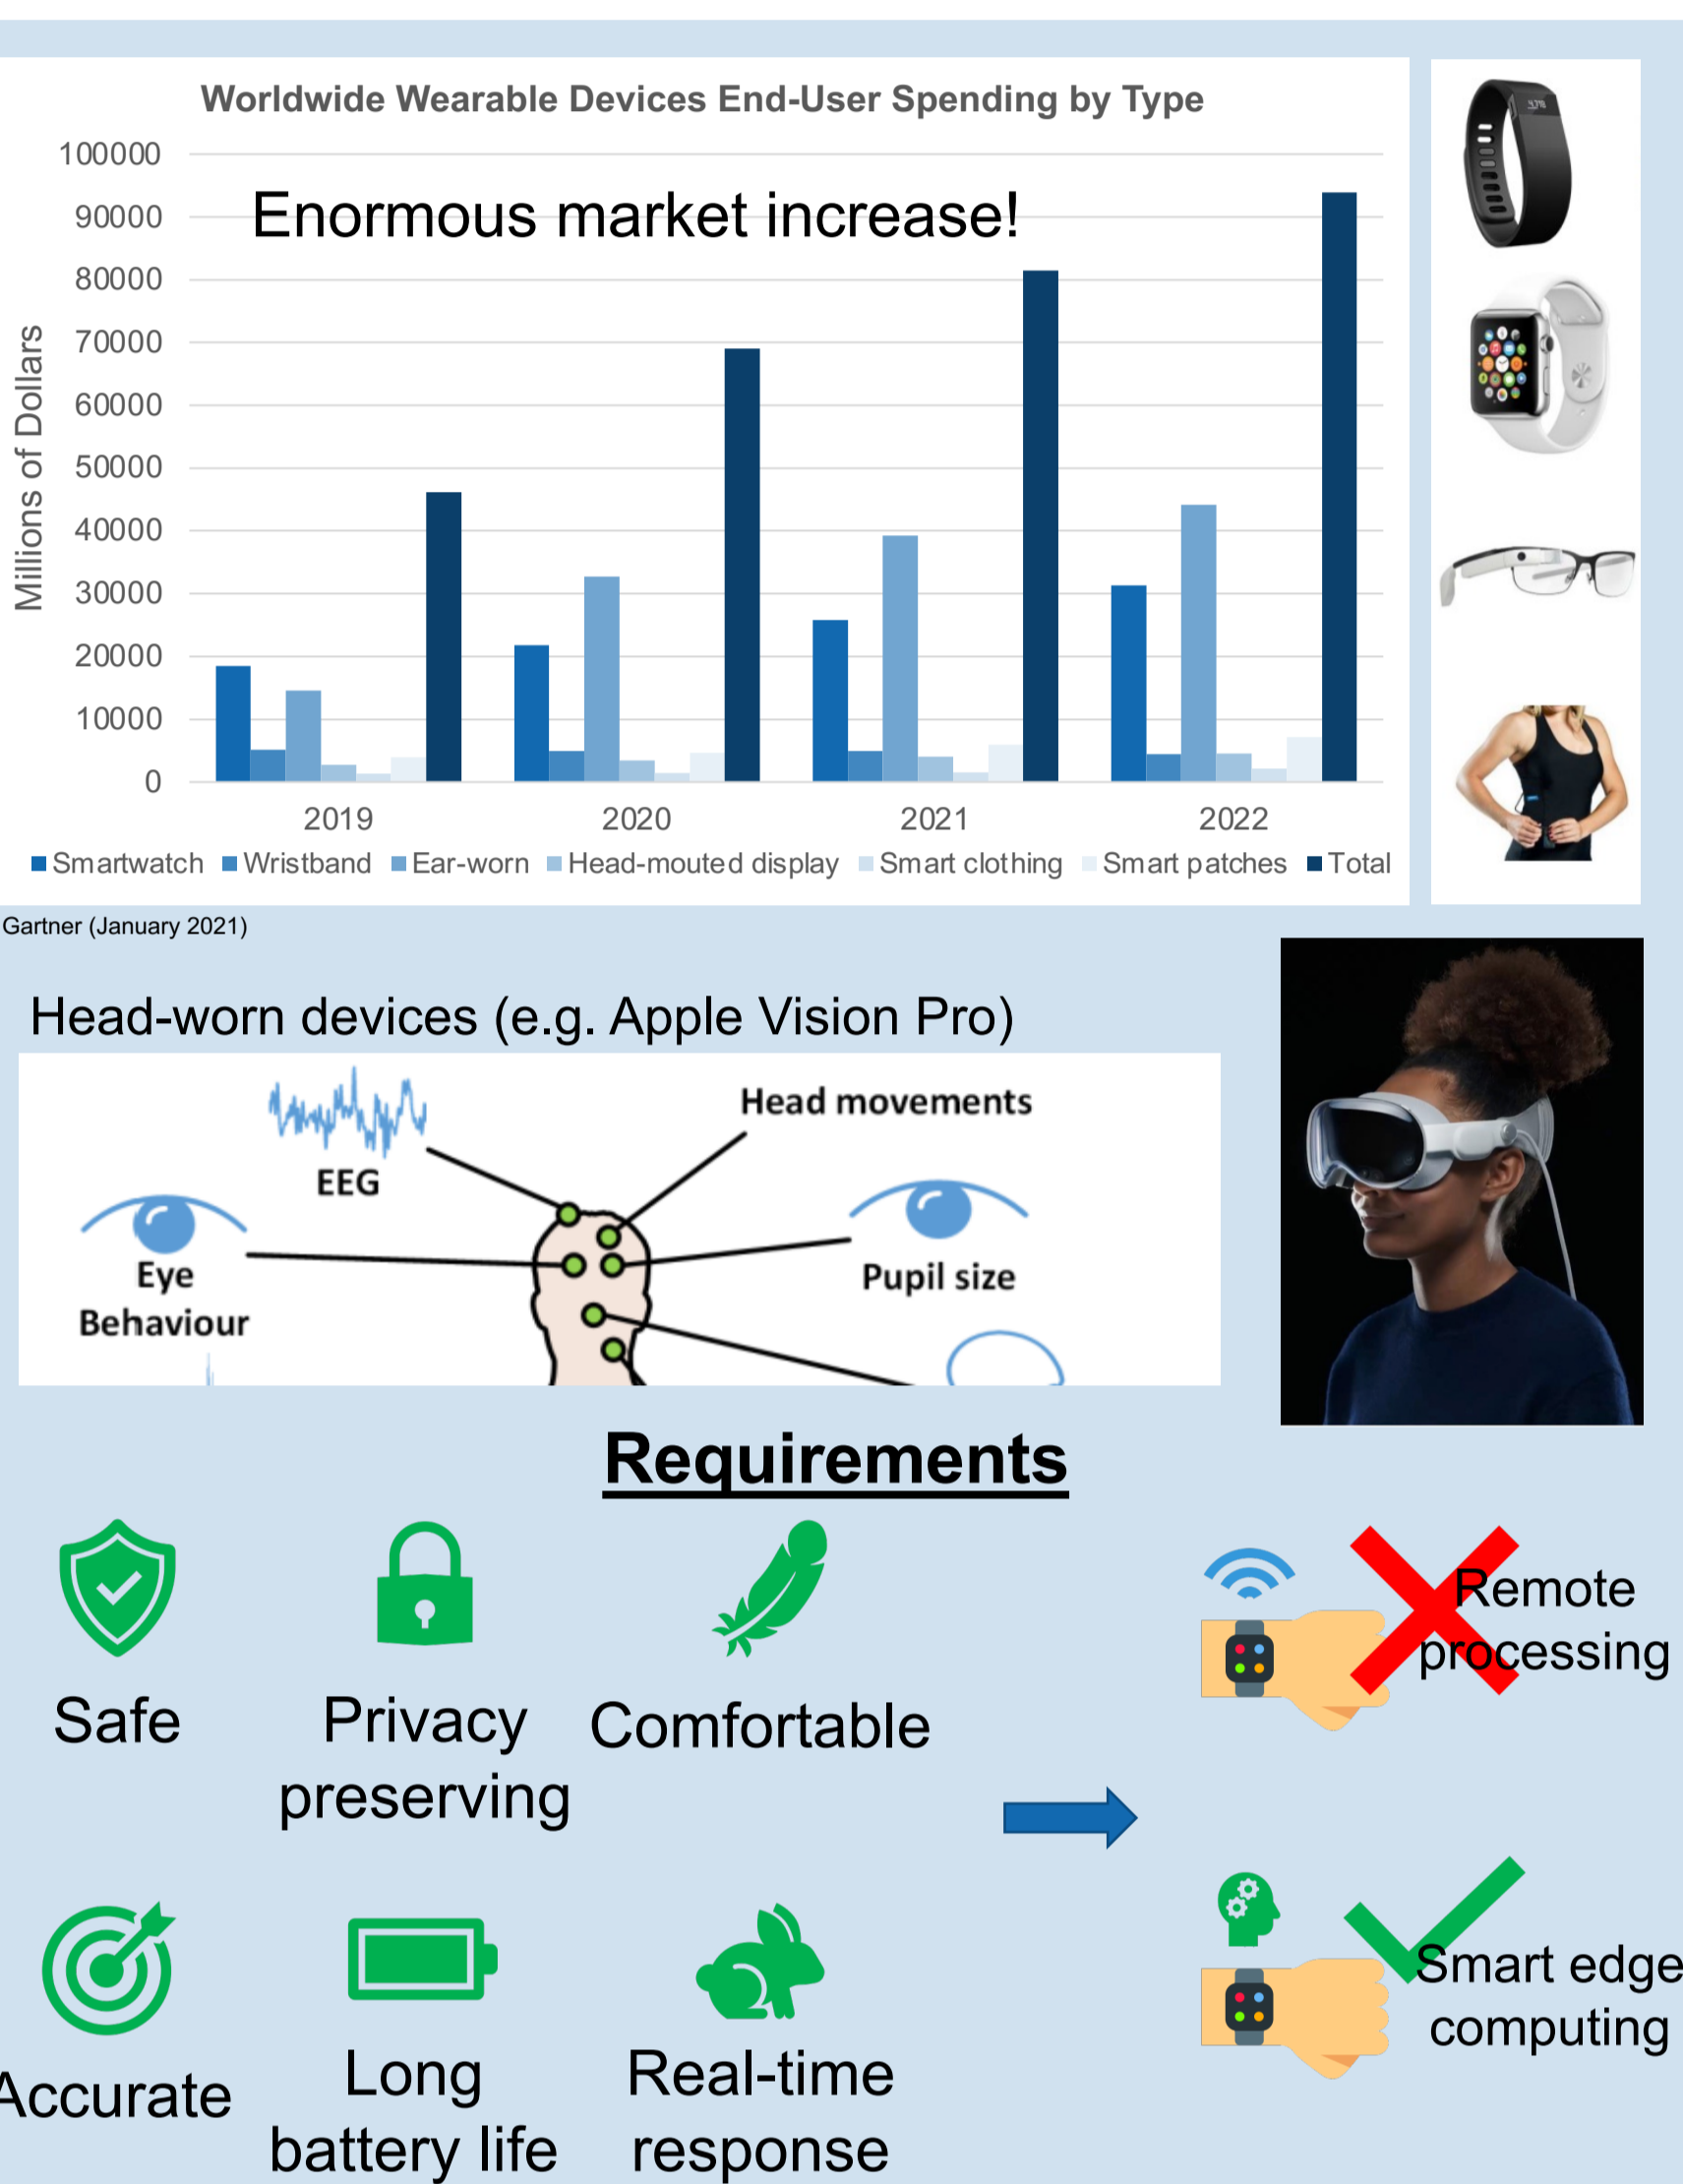 Worldwide Wearable Devices End-User Spending by Type
100000
90000
80000
70000
60000
50000
40000
30000
20000
10000
0
Millions of Dollars
Enormous market increase!
2019 2020 2021 2022
Smartwatch Wristband Ear-worn Head-mouted display Smart clothing Smart patches Total
Gartner (January 2021)
Head-worn devices (e.g. Apple Vision Pro)
EEG
Head movements
Eye
Behaviour
Pupil size
Requirements
Safe
Privacy
preserving
Comfortable
Remote
processing
Accurate
Long
battery life
Real-time
response
Smart edge
computing